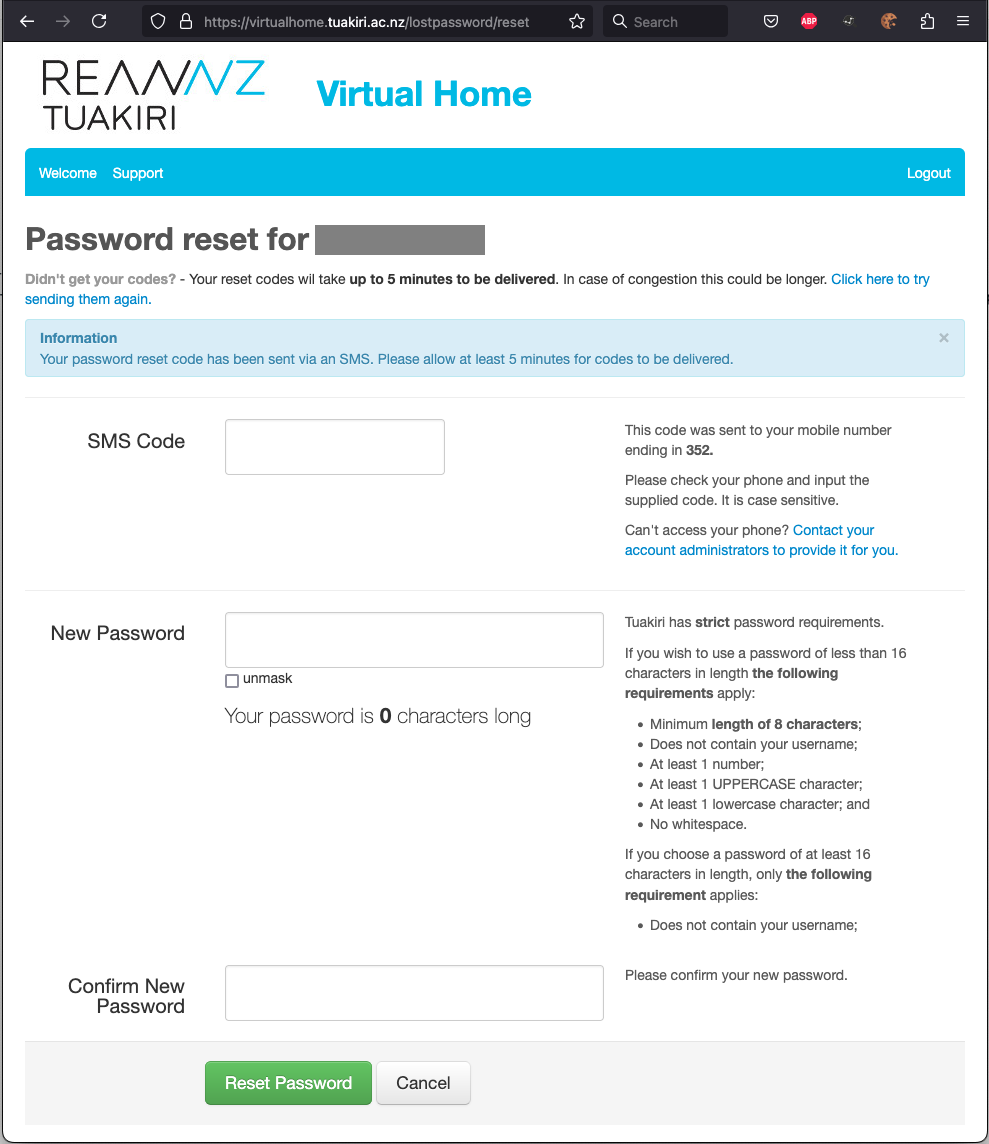 https://virtualhome.tuakiri.ac.nz/lostpassword/reset
Search
ABP
REANNZ
TUAKIRI
Virtual Home
Welcome Support Logout
Password reset for
Didn't get your codes? - Your reset codes wil take up to 5 minutes to be delivered. In case of congestion this could be longer. Click here to try
sending them again.
Information ×
Your password reset code has been sent via an SMS. Please allow at least 5 minutes for codes to be delivered.
SMS Code
This code was sent to your mobile number
ending in 352.
Please check your phone and input the
supplied code. It is case sensitive.
Can't access your phone? Contact your
account administrators to provide it for you.
New Password
unmask
Your password is 0 characters long
Tuakiri has strict password requirements.
If you wish to use a password of less than 16
characters in length the following
requirements apply:
• Minimum length of 8 characters;
• Does not contain your username;
• At least 1 number;
• At least 1 UPPERCASE character;
• At least 1 lowercase character; and
• No whitespace.
If you choose a password of at least 16
characters in length, only the following
requirement applies:
• Does not contain your username;
Confirm New
Password
Please confirm your new password.
Reset Password Cancel